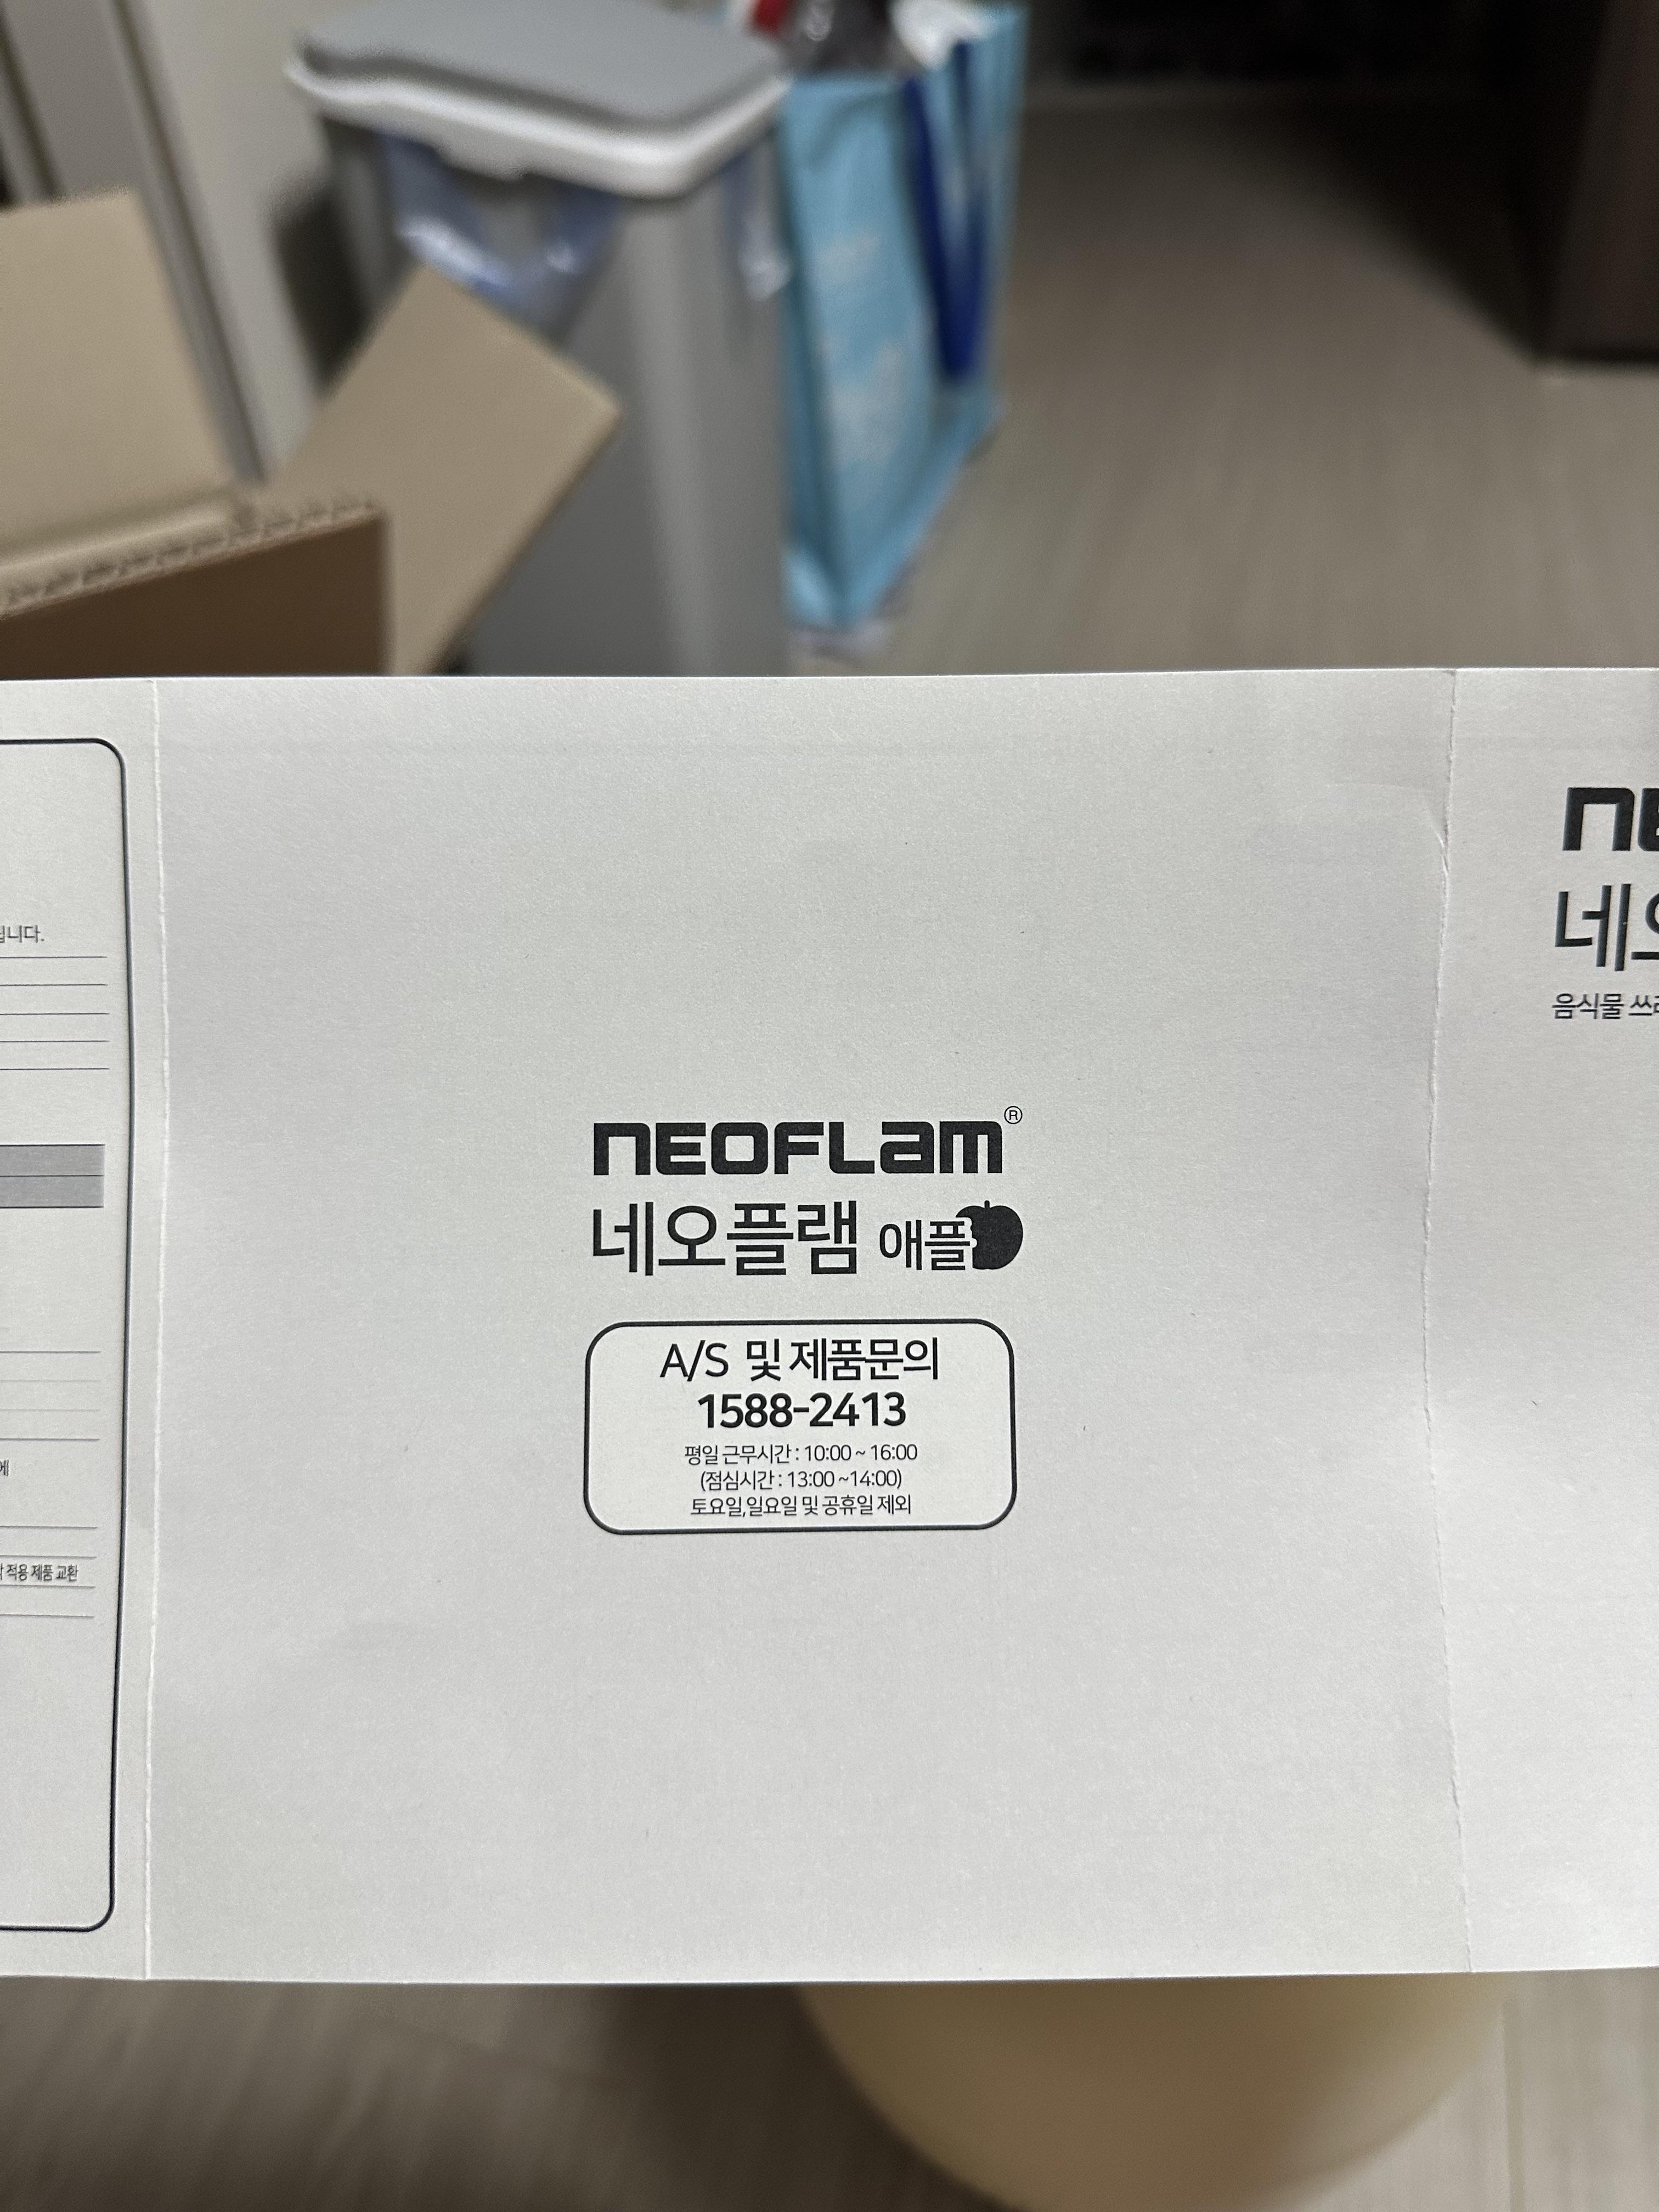 십니다.
에
적용 제품 교환
NEOFLAM®
네오플램 애플
A/S 및 제품문의
1588-2413
평일 근무시간 : 10:00 ~ 16:00
(점심시간 : 13:00 ~14:00)
토요일,일요일 및 공휴일 제외
NE
네오
음식물 쓰레